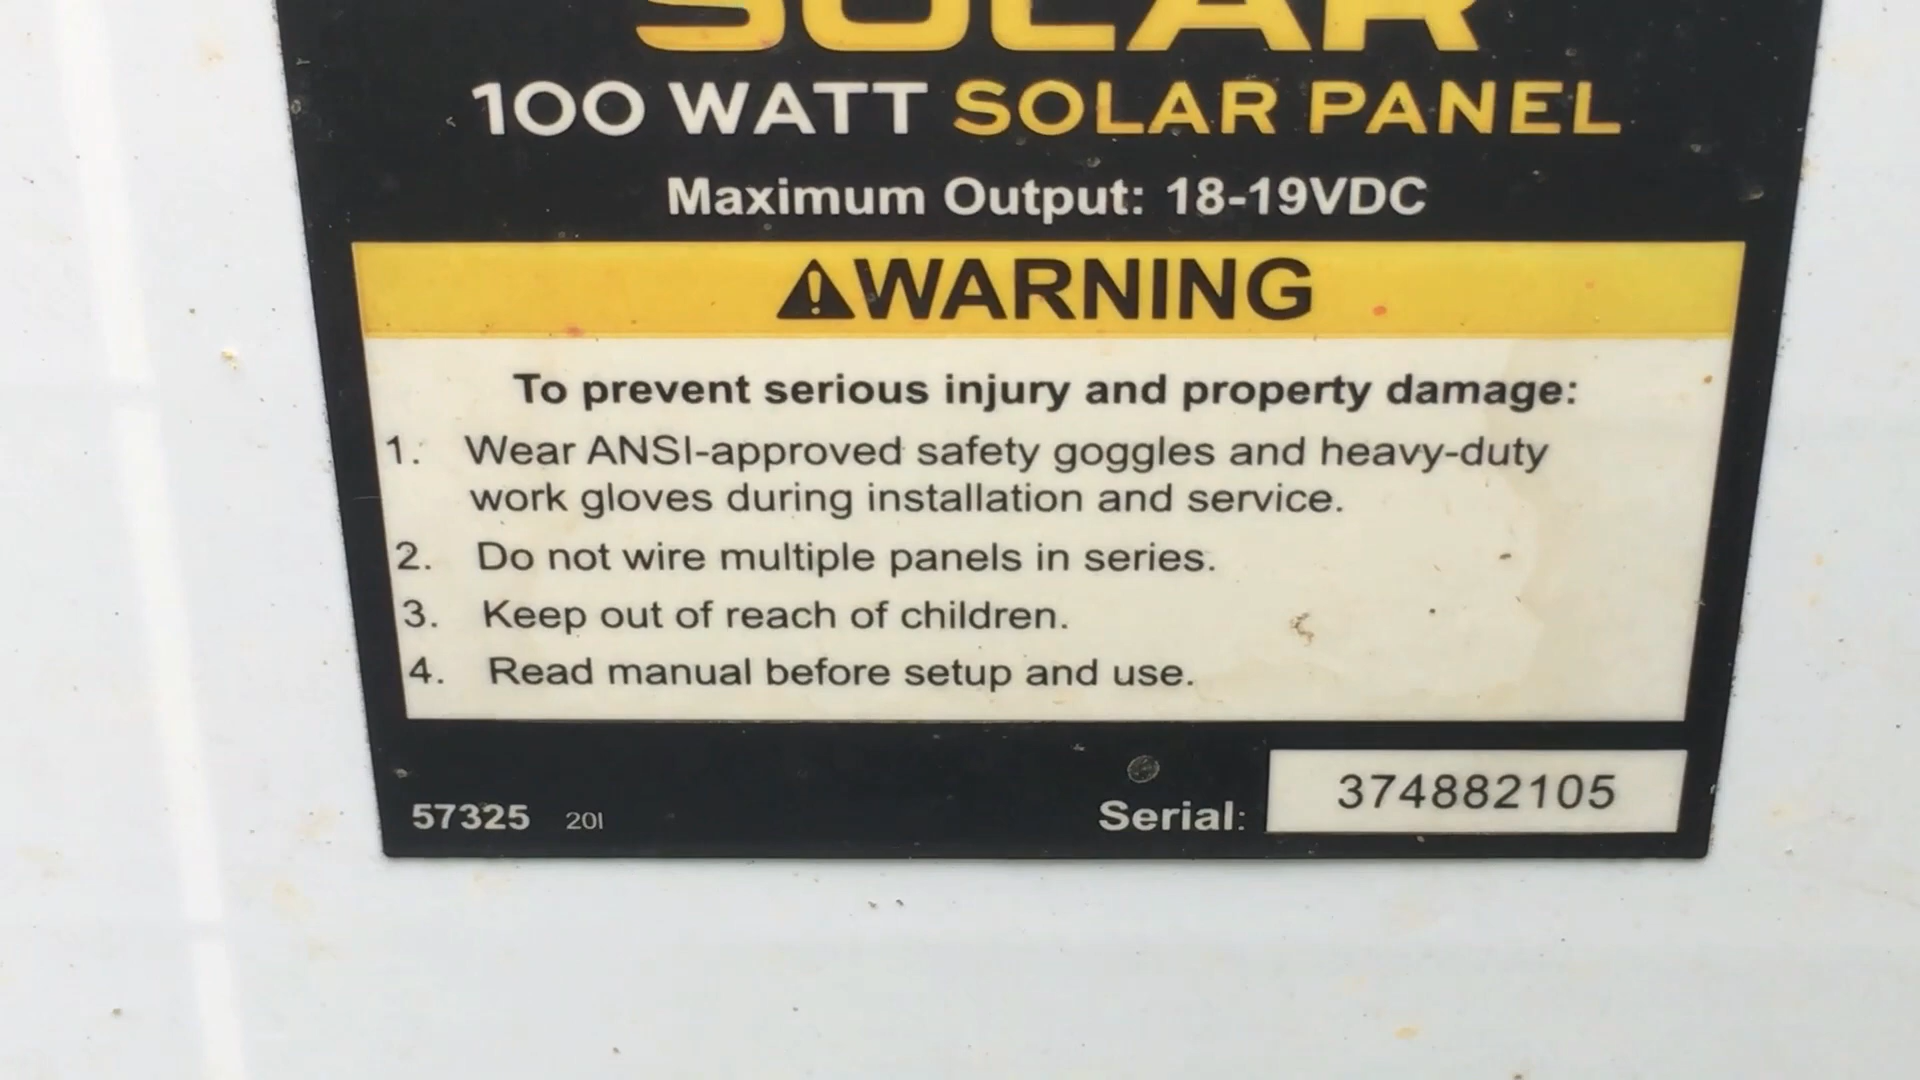 SOLAR
100 WATT SOLAR PANEL
Maximum Output: 18-19VDC
⚠WARNING
To prevent serious injury and property damage:
1. Wear ANSI-approved safety goggles and heavy-duty
work gloves during installation and service.
2. Do not wire multiple panels in series.
3. Keep out of reach of children.
4. Read manual before setup and use.
57325 20I Serial: 374882105